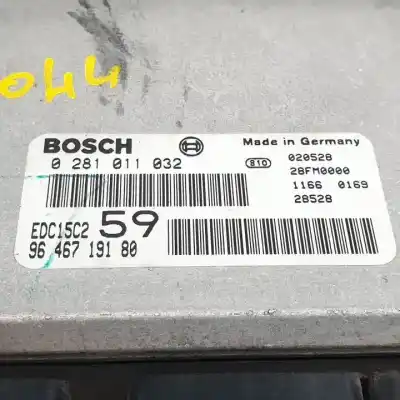 044
BOSCH
Made in Germany
0 281 011 032
810
020528
28FM0000
1166 0169
28528
EDC15C2 59
96 467 191 80